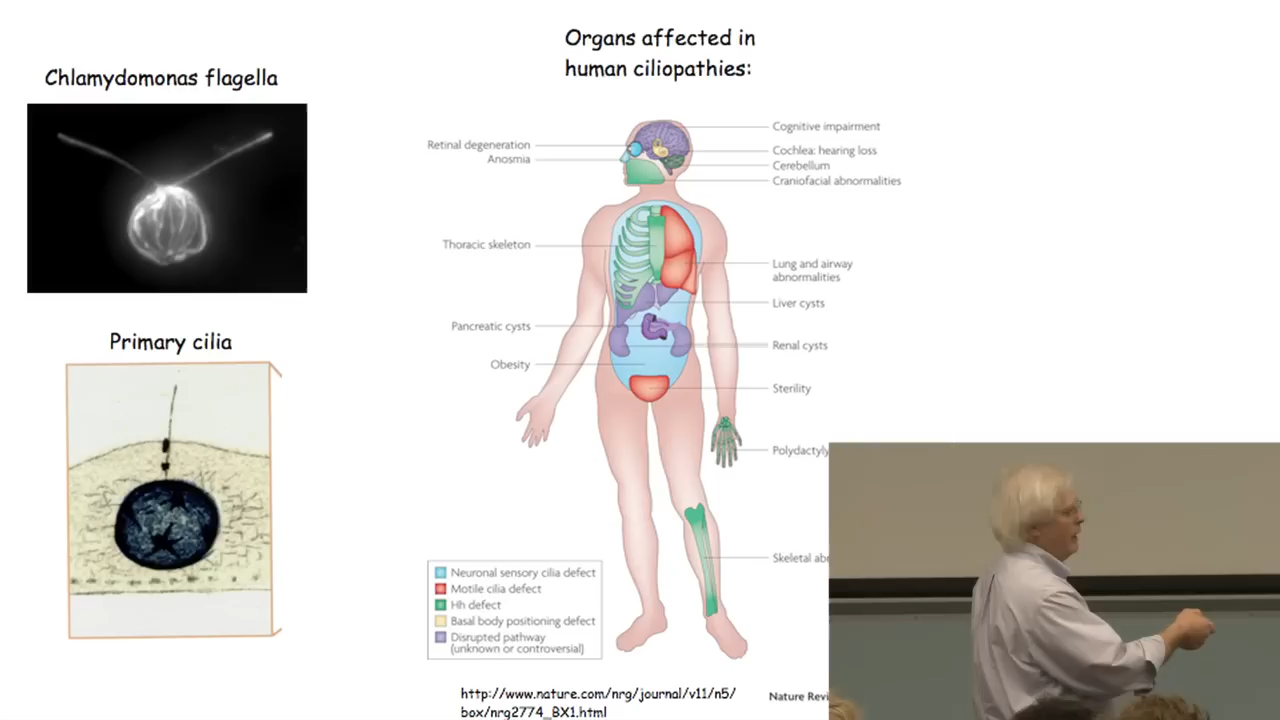 Organs affected in
human ciliopathies:
Chlamydomonas flagella
Primary cilia
Retinal degeneration
Anosmia
Thoracic skeleton
Pancreatic cysts
Obesity
Cognitive impairment
Cochlea: hearing loss
Cerebellum
Craniofacial abnormalities
Lung and airway
abnormalities
Liver cysts
Renal cysts
Sterility
Polydactyly
Skeletal
Neuronal sensory cilia defect
Motile cilia defect
Hh defect
Basal body positioning defect
Disrupted pathway
(unknown or controversial)
http://www.nature.com/nrg/journal/v11/n5/
box/nrg2774_BX1.html
Nature